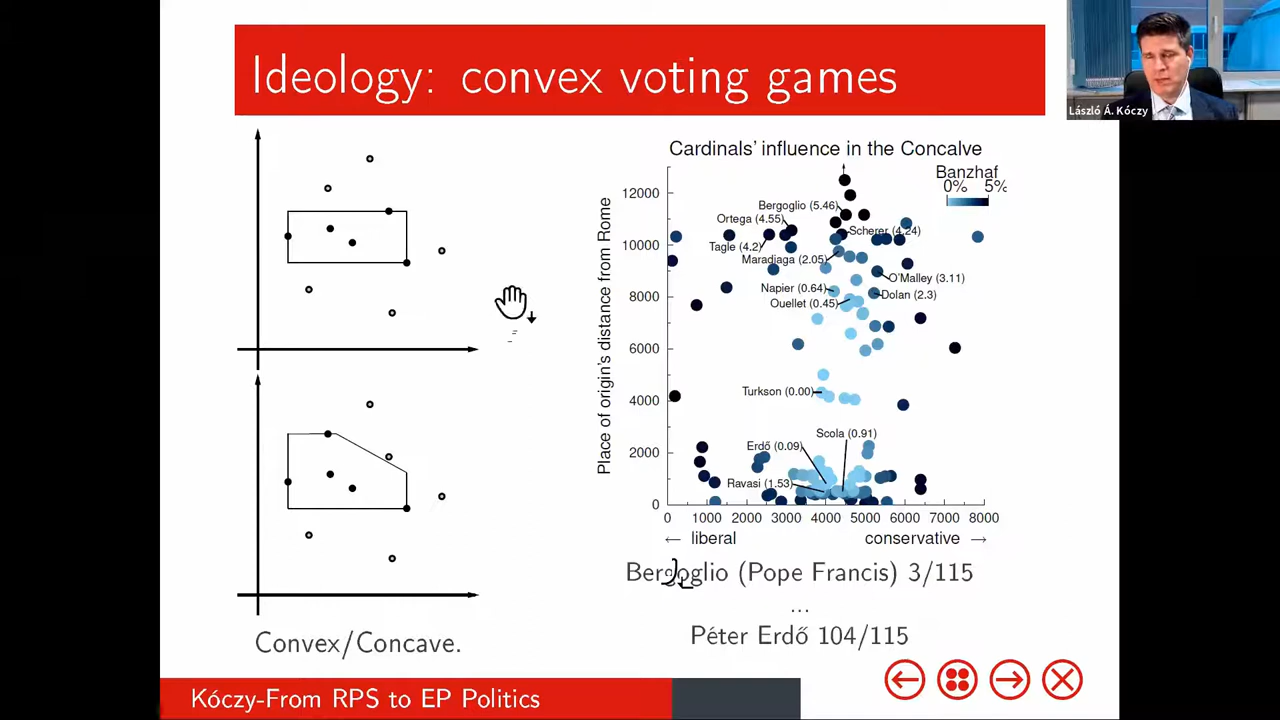 Ideology: convex voting games
László Á. Kóczy
Cardinals' influence in the Concalve
Banzhaf
0% 5%
Place of origin's distance from Rome
12000
10000
8000
6000
4000
2000
0
Bergoglio (5.46)
Ortega (4.55)
Scherer (4.24)
Tagle (4.2)
Maradiaga (2.05)
O'Malley (3.11)
Napier (0.64)
Dolan (2.3)
Ouellet (0.45)
Turkson (0.00)
Scola (0.91)
Erdő (0.09)
Ravasi (1.53)
0 1000 2000 3000 4000 5000 6000 7000 8000
← liberal conservative →
Bergoglio (Pope Francis) 3/115
...
Péter Erdő 104/115
Convex/Concave.
Kóczy-From RPS to EP Politics